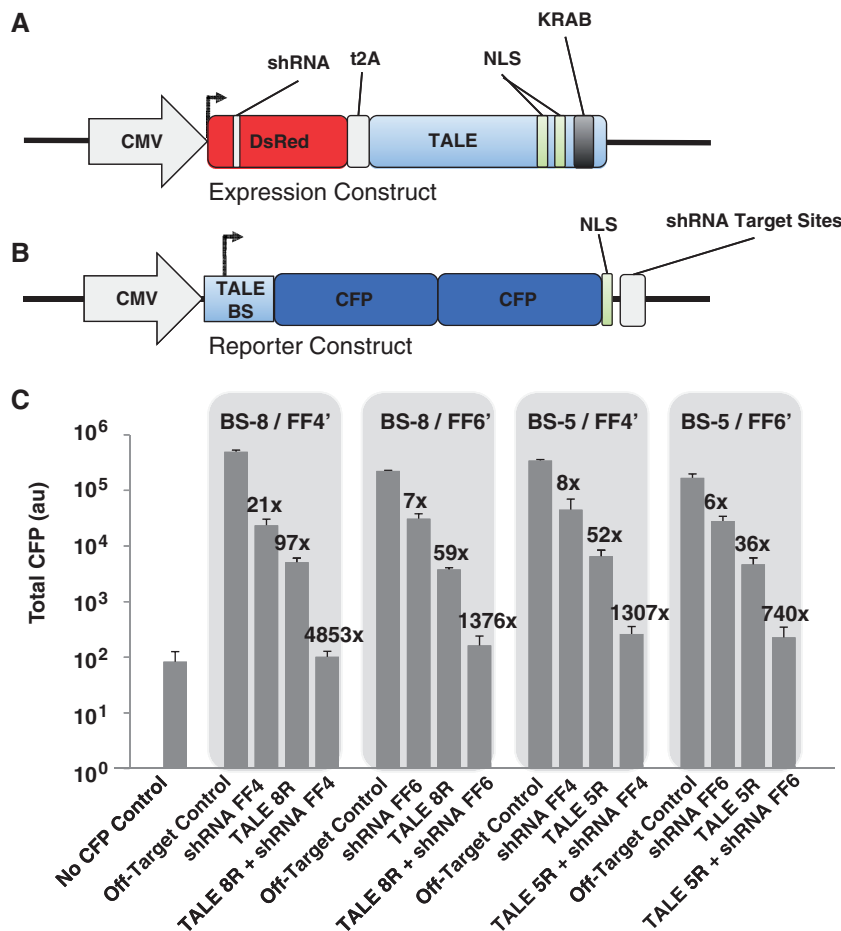 A
shRNA
t2A
NLS
KRAB
CMV
DsRed
TALE
Expression Construct
B
NLS
shRNA Target Sites
CMV
TALE
BS
CFP
CFP
Reporter Construct
C
BS-8 / FF4’
BS-8 / FF6’
BS-5 / FF4’
BS-5 / FF6’
Total CFP (au)
10⁶
10⁵
10⁴
10³
10²
10¹
10⁰
21x
97x
4853x
7x
59x
1376x
8x
52x
1307x
6x
36x
740x
No CFP Control
Off-Target Control
shRNA FF4
TALE 8R
TALE 8R + shRNA FF4
Off-Target Control
shRNA FF6
TALE 8R
TALE 8R + shRNA FF6
Off-Target Control
shRNA FF4
TALE 5R
TALE 5R + shRNA FF4
Off-Target Control
shRNA FF6
TALE 5R
TALE 5R + shRNA FF6